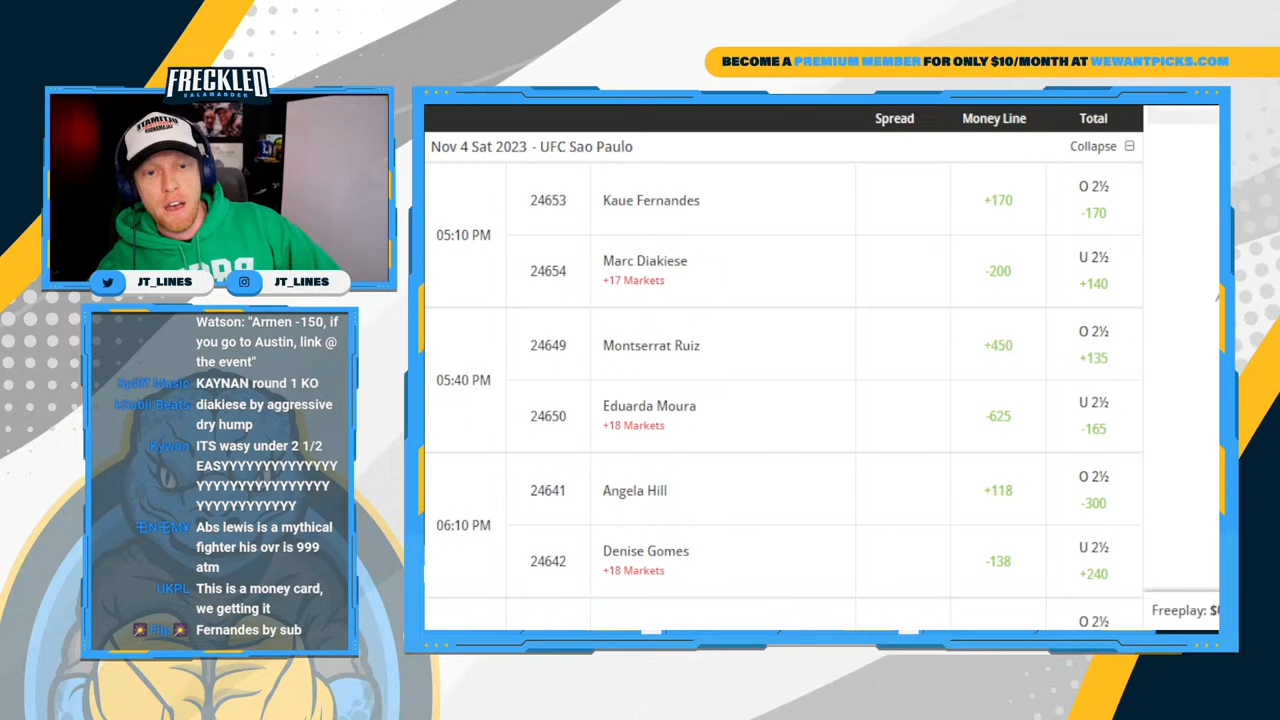 BECOME A PREMIUM MEMBER FOR ONLY $10/MONTH AT WEWANTPICKS.COM
FRECKLED
SALAMANDER
JT_LINES
JT_LINES
Watson: "Armen -150, if
you go to Austin, link @
the event"
Spliff Music KAYNAN round 1 KO
diakiese by aggressive
dry hump
Kywon ITS wasy under 2 1/2
EASYYYYYYYYYYYYYY
YYYYYYYYYYYYYYYYY
YYYYYYYYYYYY
Abs lewis is a mythical
fighter his ovr is 999
atm
UKPL This is a money card,
we getting it
Flip Fernandes by sub
Spread Money Line Total
Nov 4 Sat 2023 - UFC Sao Paulo Collapse
05:10 PM
24653 Kaue Fernandes +170 O 2½ -170
24654 Marc Diakiese +17 Markets -200 U 2½ +140
05:40 PM
24649 Montserrat Ruiz +450 O 2½ +135
24650 Eduarda Moura +18 Markets -625 U 2½ -165
06:10 PM
24641 Angela Hill +118 O 2½ -300
24642 Denise Gomes +18 Markets -138 U 2½ +240
O 2½
Freeplay: